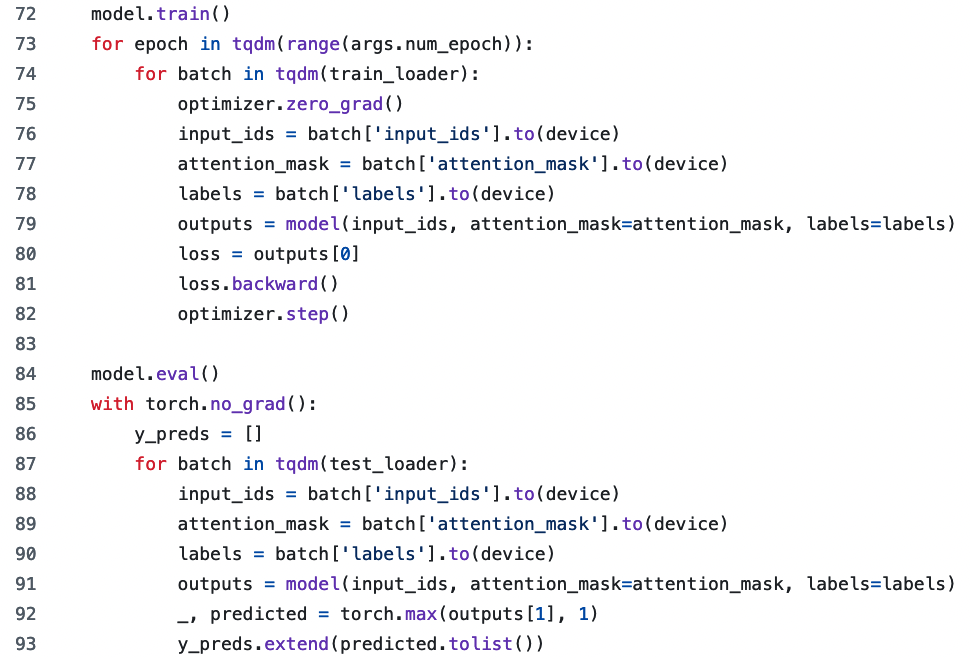 72 model.train()
73 for epoch in tqdm(range(args.num_epoch)):
74     for batch in tqdm(train_loader):
75         optimizer.zero_grad()
76         input_ids = batch['input_ids'].to(device)
77         attention_mask = batch['attention_mask'].to(device)
78         labels = batch['labels'].to(device)
79         outputs = model(input_ids, attention_mask=attention_mask, labels=labels)
80         loss = outputs[0]
81         loss.backward()
82         optimizer.step()
83
84 model.eval()
85 with torch.no_grad():
86     y_preds = []
87     for batch in tqdm(test_loader):
88         input_ids = batch['input_ids'].to(device)
89         attention_mask = batch['attention_mask'].to(device)
90         labels = batch['labels'].to(device)
91         outputs = model(input_ids, attention_mask=attention_mask, labels=labels)
92         _, predicted = torch.max(outputs[1], 1)
93         y_preds.extend(predicted.tolist())